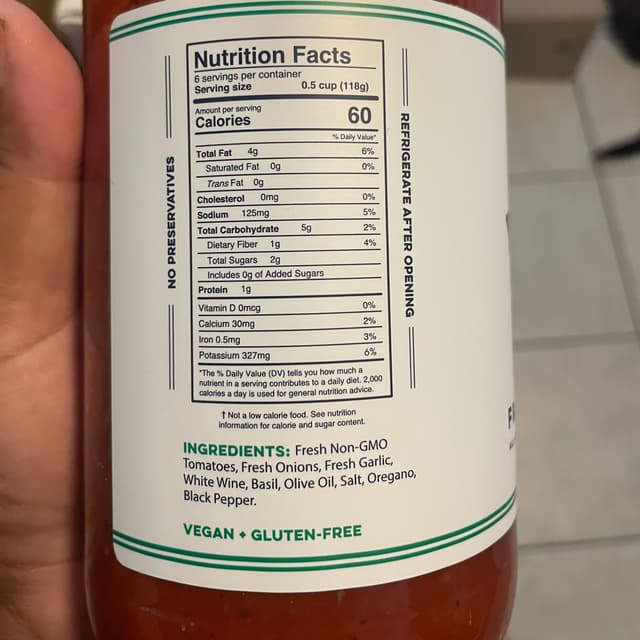 Nutrition Facts
6 servings per container
Serving size 0.5 cup (118g)
Amount per serving
Calories 60
% Daily Value*
Total Fat 4g 6%
Saturated Fat 0g 0%
Trans Fat 0g
Cholesterol 0mg 0%
Sodium 125mg 5%
Total Carbohydrate 5g 2%
Dietary Fiber 1g 4%
Total Sugars 2g
Includes 0g of Added Sugars
Protein 1g
Vitamin D 0mcg 0%
Calcium 30mg 2%
Iron 0.5mg 3%
Potassium 327mg 6%
*The % Daily Value (DV) tells you how much a
nutrient in a serving contributes to a daily diet. 2,000
calories a day is used for general nutrition advice.
† Not a low calorie food. See nutrition
information for calorie and sugar content.
NO PRESERVATIVES
REFRIGERATE AFTER OPENING
INGREDIENTS: Fresh Non-GMO
Tomatoes, Fresh Onions, Fresh Garlic,
White Wine, Basil, Olive Oil, Salt, Oregano,
Black Pepper.
VEGAN + GLUTEN-FREE